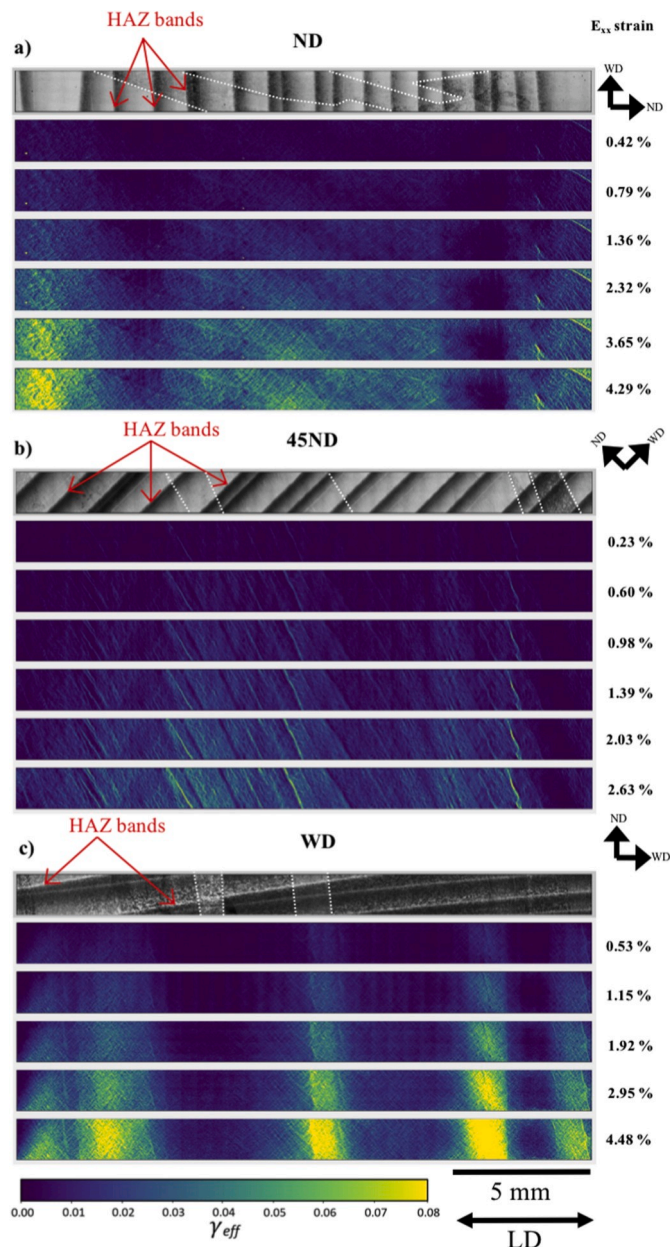 HAZ bands
a)
ND
Exx strain
WD
ND
0.42 %
0.79 %
1.36 %
2.32 %
3.65 %
4.29 %
HAZ bands
b)
45ND
ND
WD
0.23 %
0.60 %
0.98 %
1.39 %
2.03 %
2.63 %
HAZ bands
c)
WD
ND
WD
0.53 %
1.15 %
1.92 %
2.95 %
4.48 %
0.00 0.01 0.02 0.03 0.04 0.05 0.06 0.07 0.08
γeff
5 mm
LD